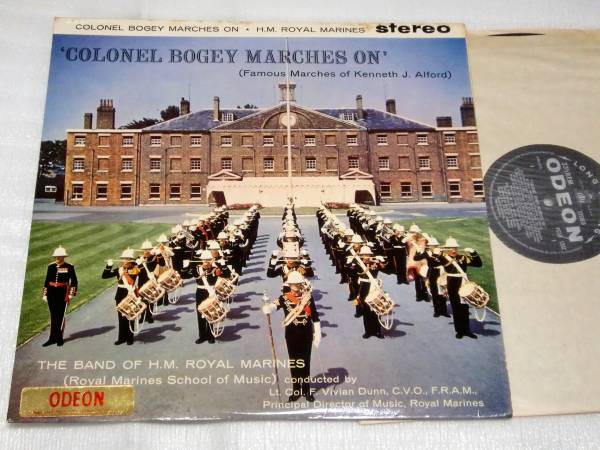 COLONEL BOGEY MARCHES ON • H.M. ROYAL MARINES stereo
'COLONEL BOGEY MARCHES ON'
(Famous Marches of Kenneth J. Alford)
THE BAND OF H.M. ROYAL MARINES
(Royal Marines School of Music) conducted by
Lt. Col. F. Vivian Dunn, C.V.O., F.R.A.M.,
Principal Director of Music, Royal Marines
ODEON
LONG
ODEON